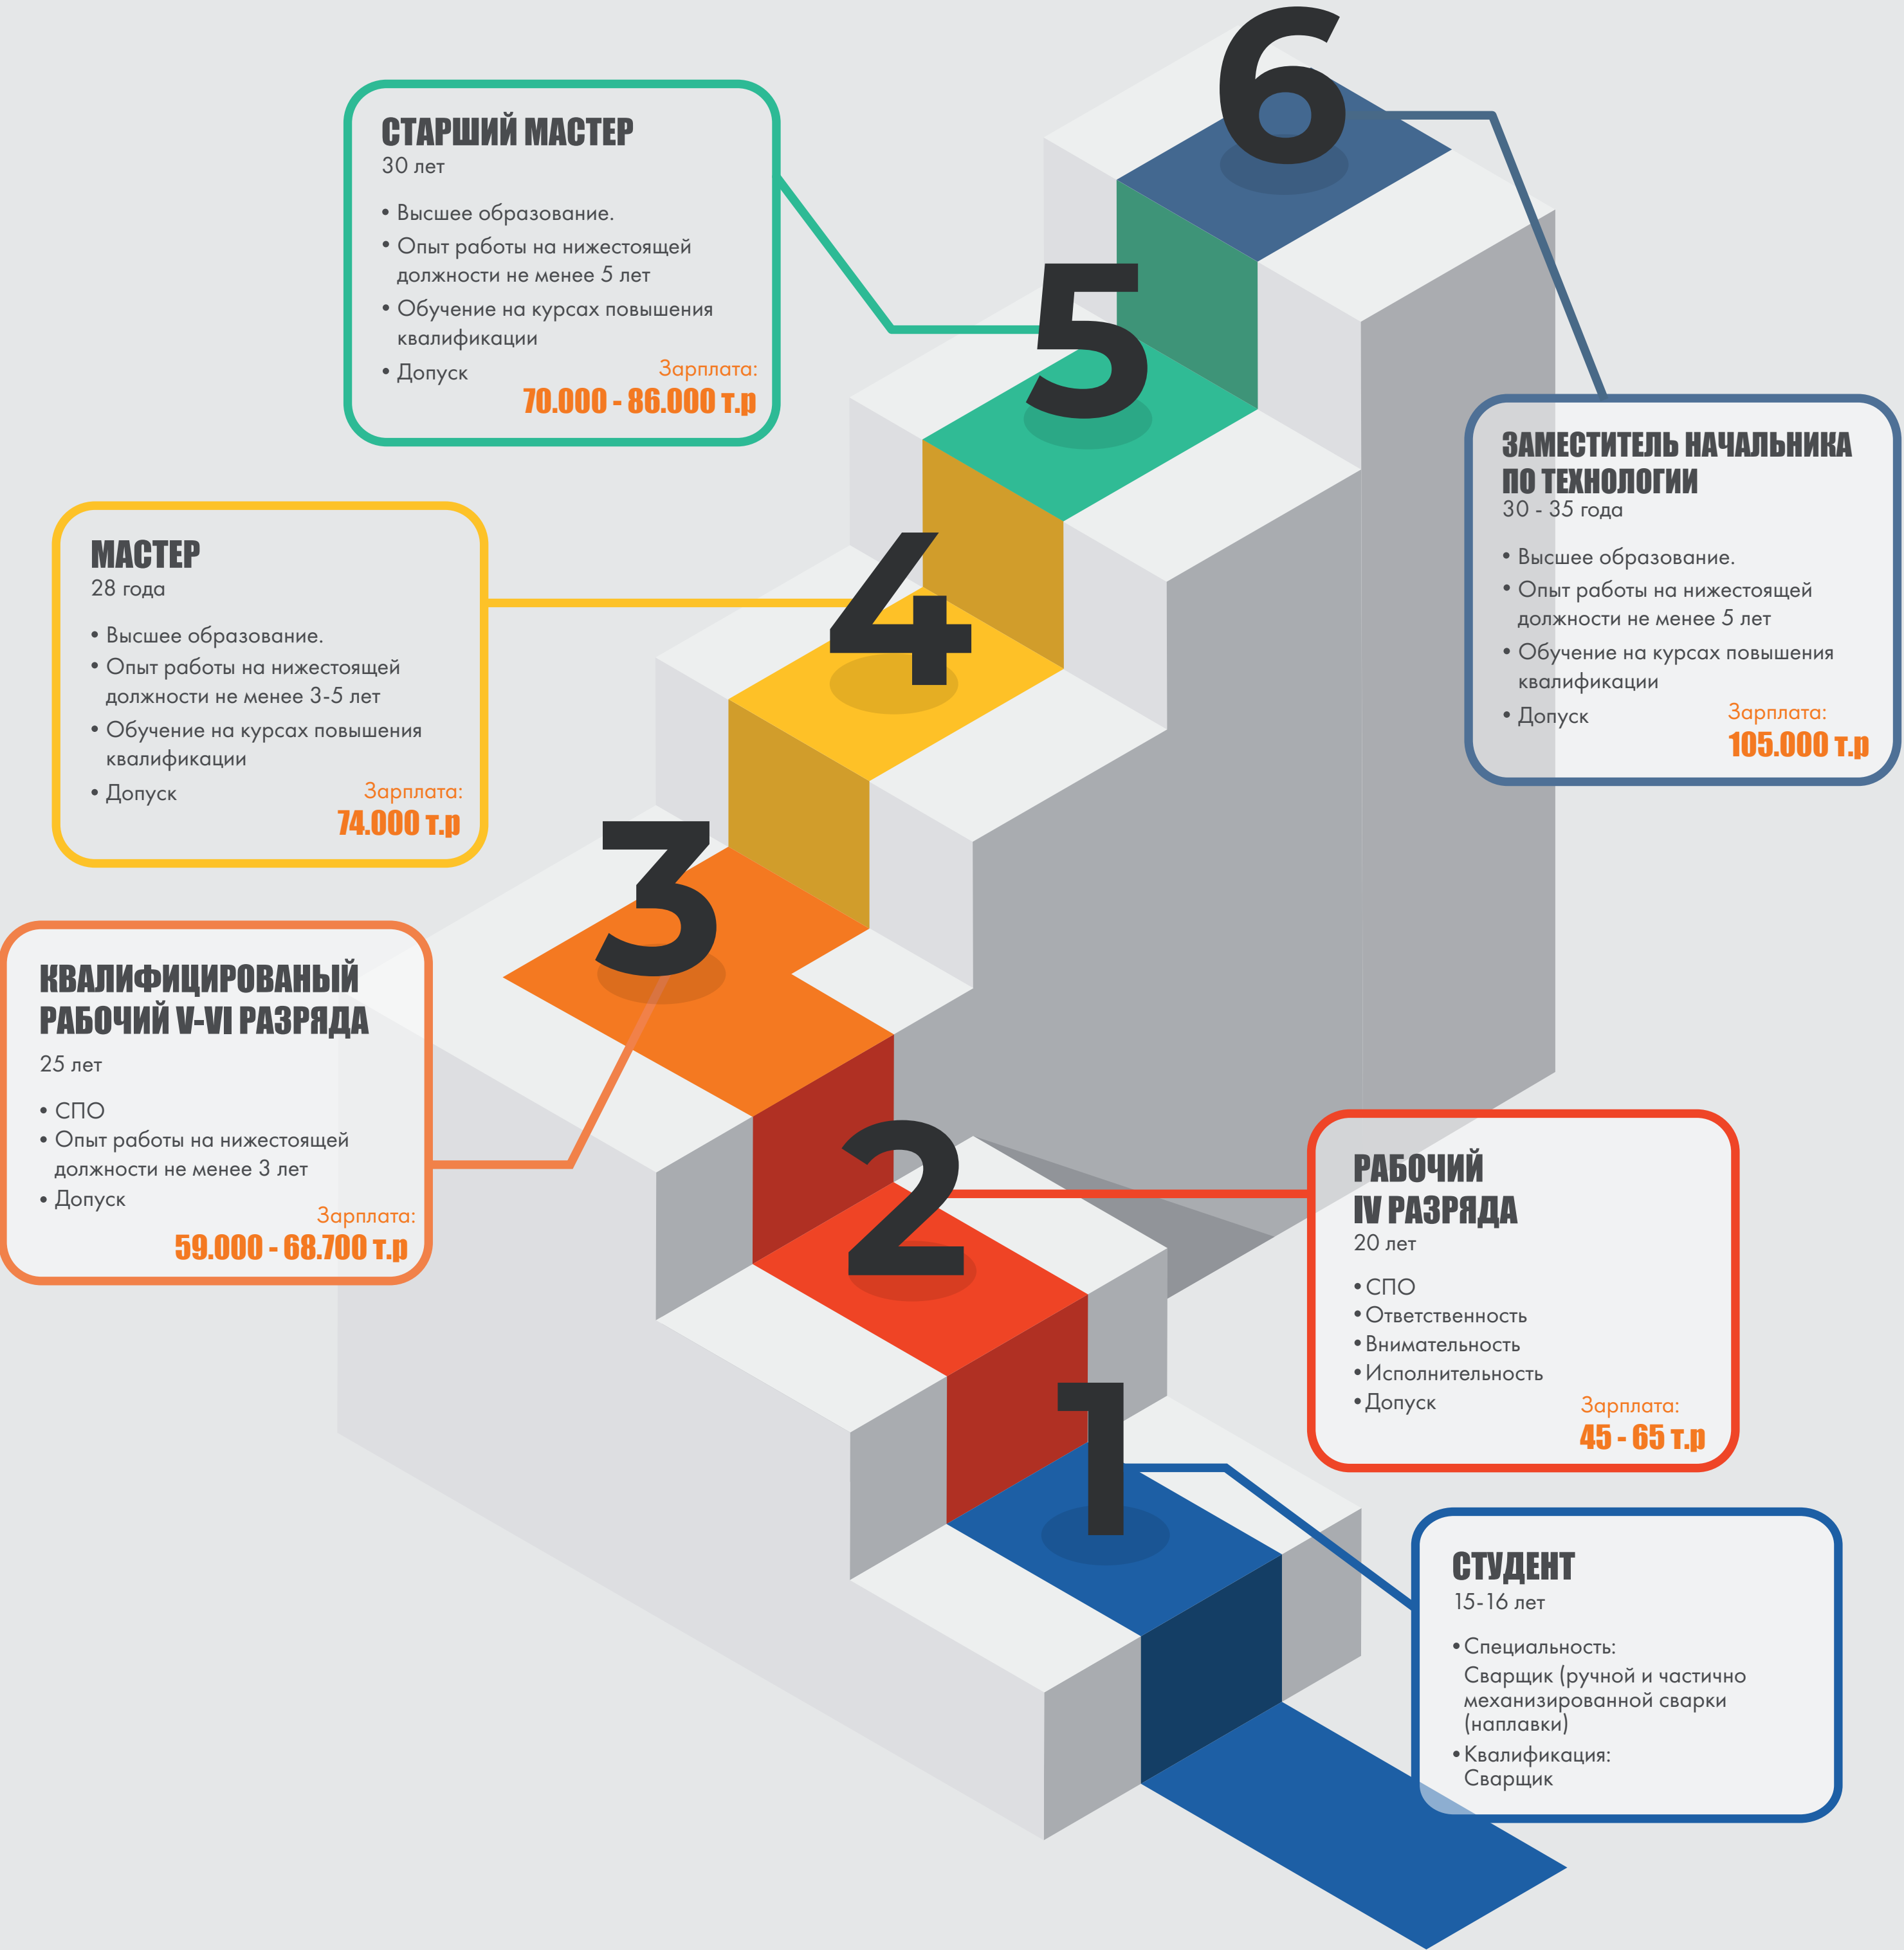 6
СТАРШИЙ МАСТЕР
30 лет
• Высшее образование.
• Опыт работы на нижестоящей
должности не менее 5 лет
• Обучение на курсах повышения
квалификации
• Допуск
Зарплата:
70.000 - 86.000 т.р
5
ЗАМЕСТИТЕЛЬ НАЧАЛЬНИКА
ПО ТЕХНОЛОГИИ
30 - 35 года
• Высшее образование.
• Опыт работы на нижестоящей
должности не менее 5 лет
• Обучение на курсах повышения
квалификации
• Допуск
Зарплата:
105.000 т.р
4
МАСТЕР
28 года
• Высшее образование.
• Опыт работы на нижестоящей
должности не менее 3-5 лет
• Обучение на курсах повышения
квалификации
• Допуск
Зарплата:
74.000 т.р
3
КВАЛИФИЦИРОВАНЫЙ
РАБОЧИЙ V-VI РАЗРЯДА
25 лет
• СПО
• Опыт работы на нижестоящей
должности не менее 3 лет
• Допуск
Зарплата:
59.000 - 68.700 т.р
2
РАБОЧИЙ
IV РАЗРЯДА
20 лет
• СПО
• Ответственность
• Внимательность
• Исполнительность
• Допуск
Зарплата:
45 - 65 т.р
1
СТУДЕНТ
15-16 лет
• Специальность:
Сварщик (ручной и частично
механизированной сварки
(наплавки)
• Квалификация:
Сварщик